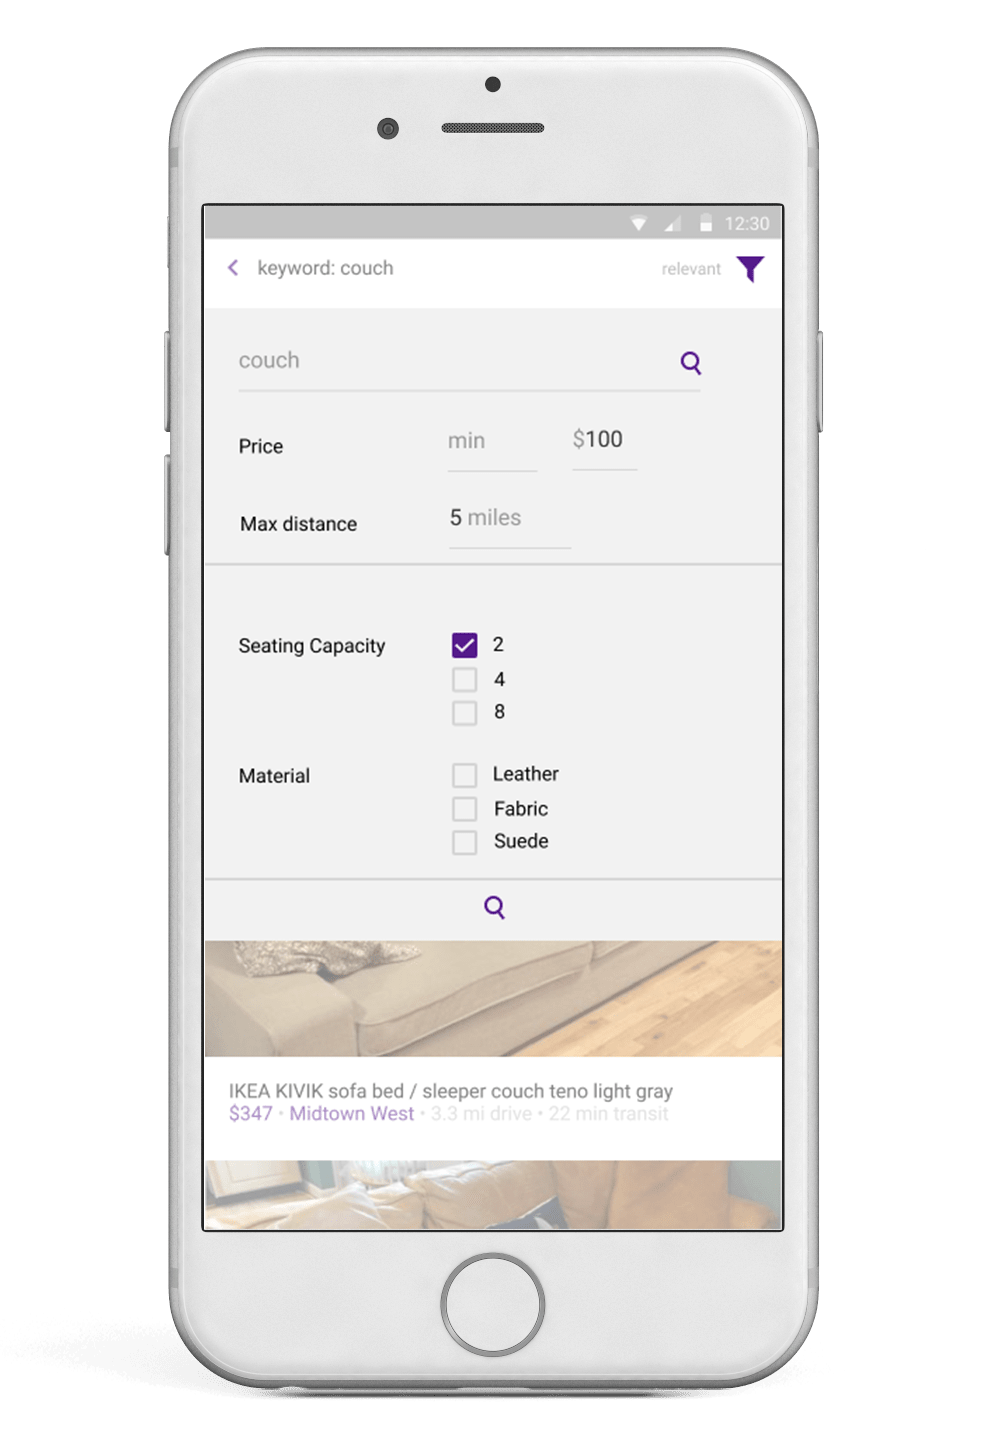 12:30
keyword: couch relevant
couch
Price min $100
Max distance 5 miles
Seating Capacity 2
4
8
Material Leather
Fabric
Suede
IKEA KIVIK sofa bed / sleeper couch teno light gray
$347 • Midtown West • 3.3 mi drive • 22 min transit